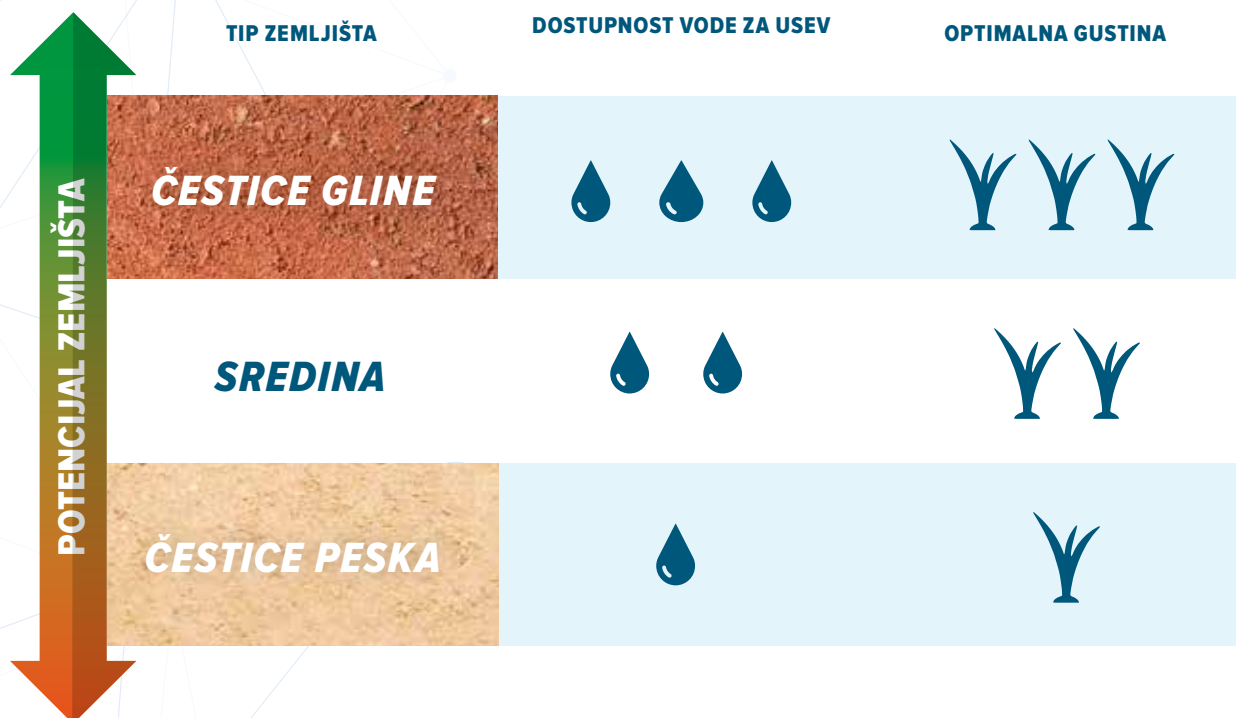 TIP ZEMLJIŠTA
DOSTUPNOST VODE ZA USEV
OPTIMALNA GUSTINA
POTENCIJAL ZEMLJIŠTA
ČESTICE GLINE
SREDINA
ČESTICE PESKA